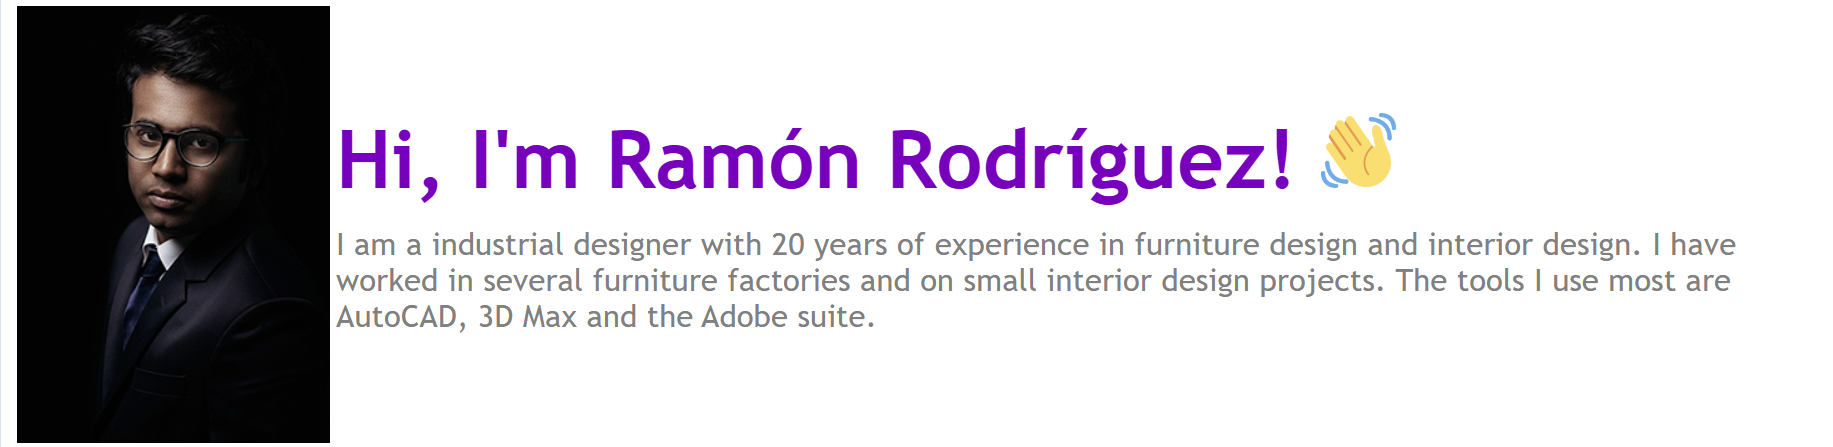 Hi, I'm Ramón Rodríguez! 👋
I am a industrial designer with 20 years of experience in furniture design and interior design. I have
worked in several furniture factories and on small interior design projects. The tools I use most are
AutoCAD, 3D Max and the Adobe suite.